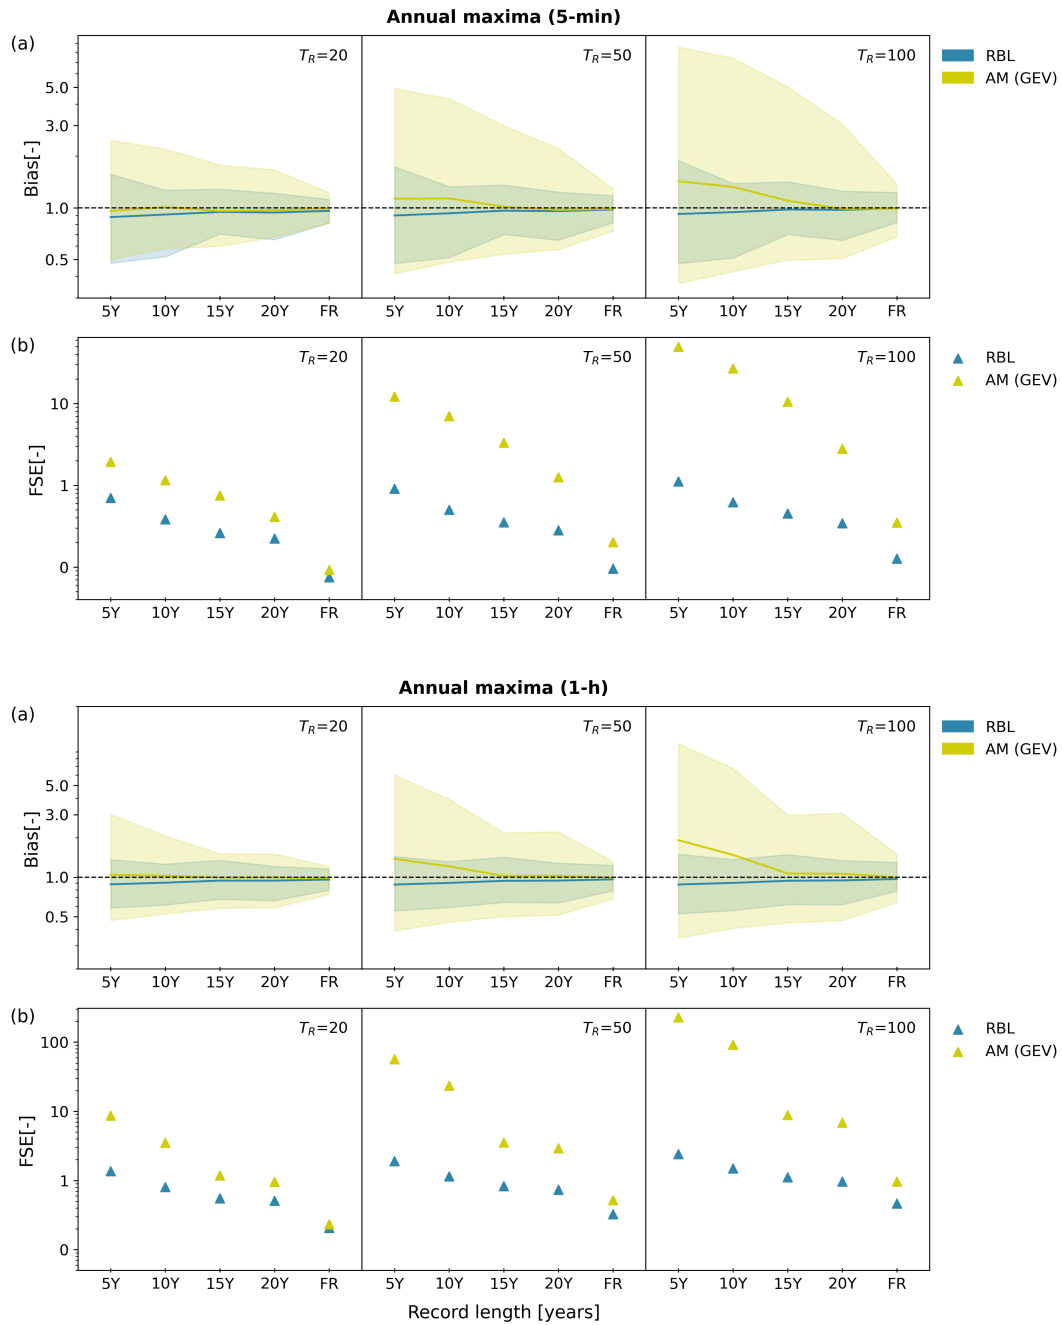 Annual maxima (5-min)
(a)
T_R=20
T_R=50
T_R=100
RBL
AM (GEV)
Bias[-]
5.0
3.0
1.0
0.5
5Y 10Y 15Y 20Y FR 5Y 10Y 15Y 20Y FR 5Y 10Y 15Y 20Y FR
(b)
T_R=20
T_R=50
T_R=100
RBL
AM (GEV)
FSE[-]
10
1
0
5Y 10Y 15Y 20Y FR 5Y 10Y 15Y 20Y FR 5Y 10Y 15Y 20Y FR
Annual maxima (1-h)
(a)
T_R=20
T_R=50
T_R=100
RBL
AM (GEV)
Bias[-]
5.0
3.0
1.0
0.5
5Y 10Y 15Y 20Y FR 5Y 10Y 15Y 20Y FR 5Y 10Y 15Y 20Y FR
(b)
T_R=20
T_R=50
T_R=100
RBL
AM (GEV)
FSE[-]
100
10
1
0
5Y 10Y 15Y 20Y FR 5Y 10Y 15Y 20Y FR 5Y 10Y 15Y 20Y FR
Record length [years]